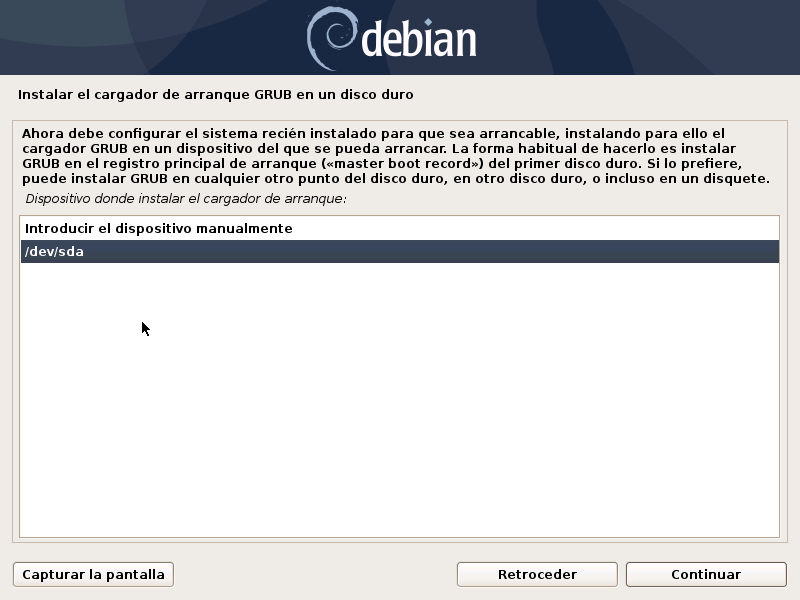 debian
Instalar el cargador de arranque GRUB en un disco duro
Ahora debe configurar el sistema recién instalado para que sea arrancable, instalando para ello el
cargador GRUB en un dispositivo del que se pueda arrancar. La forma habitual de hacerlo es instalar
GRUB en el registro principal de arranque («master boot record») del primer disco duro. Si lo prefiere,
puede instalar GRUB en cualquier otro punto del disco duro, en otro disco duro, o incluso en un disquete.
Dispositivo donde instalar el cargador de arranque:
Introducir el dispositivo manualmente
/dev/sda
Capturar la pantalla
Retroceder
Continuar